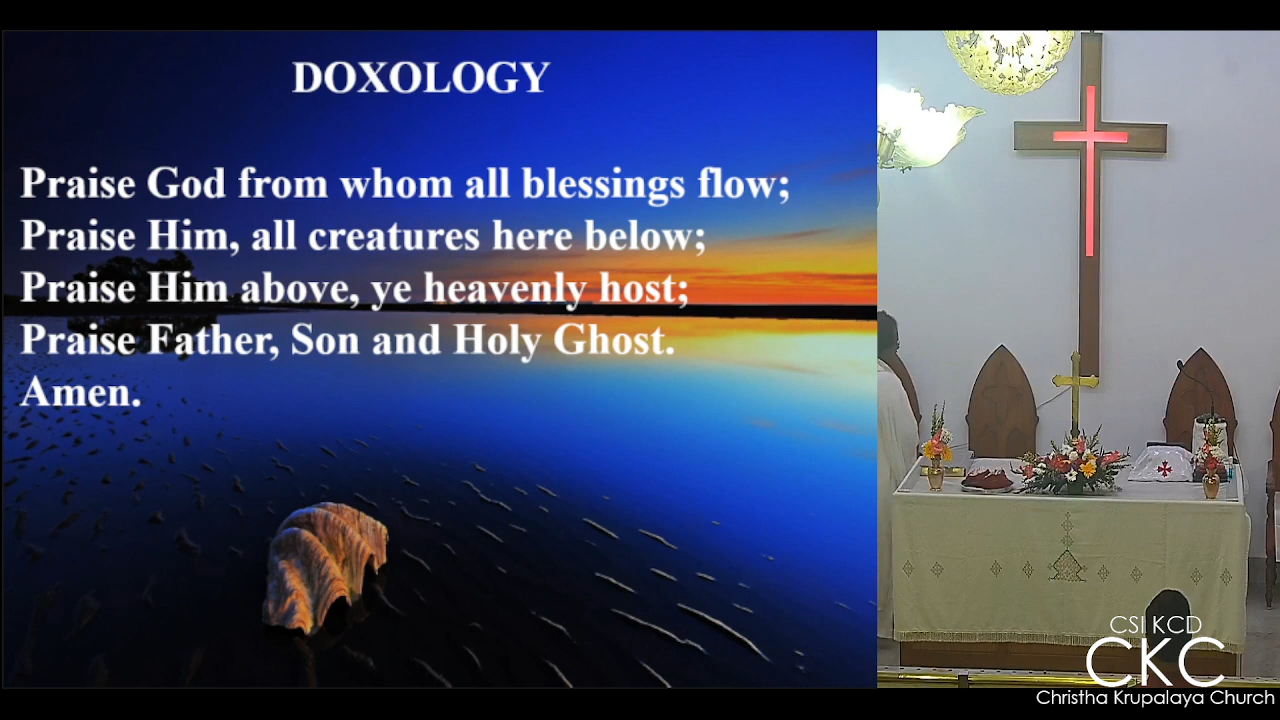 DOXOLOGY
Praise God from whom all blessings flow;
Praise Him, all creatures here below;
Praise Him above, ye heavenly host;
Praise Father, Son and Holy Ghost.
Amen.
CSI KCD
CKC
Christha Krupalaya Church